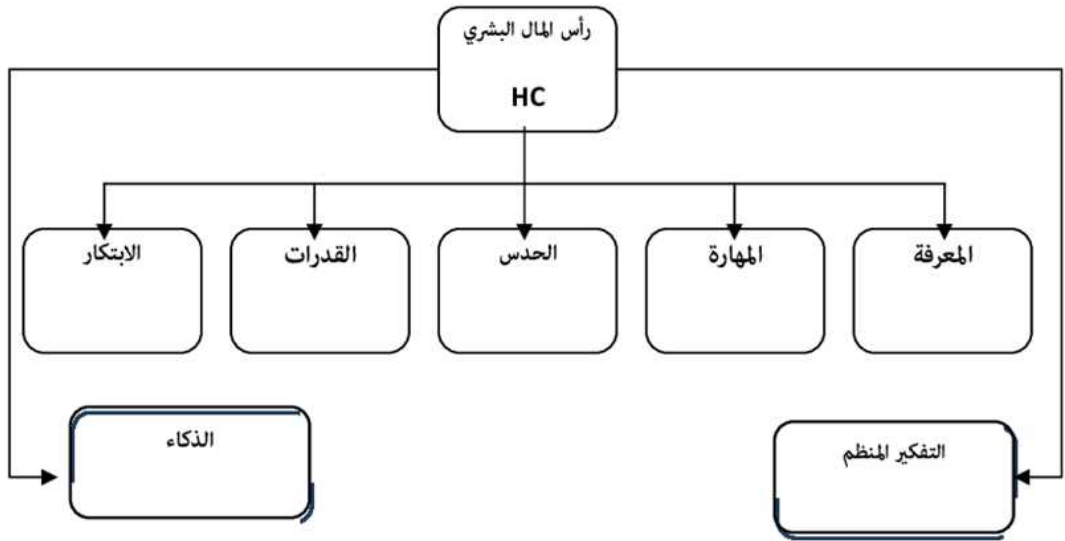 رأس المال البشري
HC
المعرفة
المهارة
الحدس
القدرات
الابتكار
التفكير المنظم
الذكاء